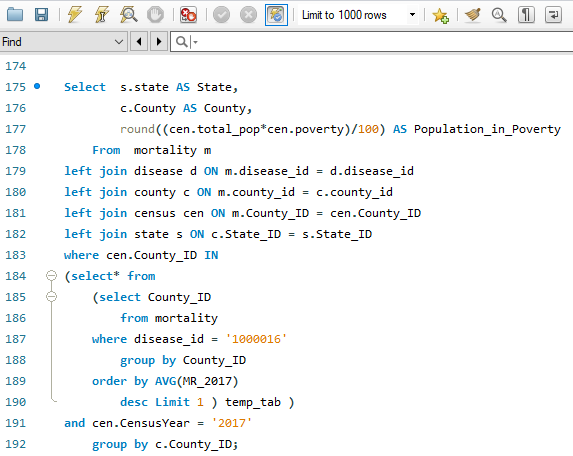 Limit to 1000 rows
Find
174
175 Select s.state AS State,
176 c.County AS County,
177 round((cen.total_pop*cen.poverty)/100) AS Population_in_Poverty
178 From mortality m
179 left join disease d ON m.disease_id = d.disease_id
180 left join county c ON m.county_id = c.county_id
181 left join census cen ON m.County_ID = cen.County_ID
182 left join state s ON c.State_ID = s.State_ID
183 where cen.County_ID IN
184 (select* from
185 (select County_ID
186 from mortality
187 where disease_id = '1000016'
188 group by County_ID
189 order by AVG(MR_2017)
190 desc Limit 1 ) temp_tab )
191 and cen.CensusYear = '2017'
192 group by c.County_ID;